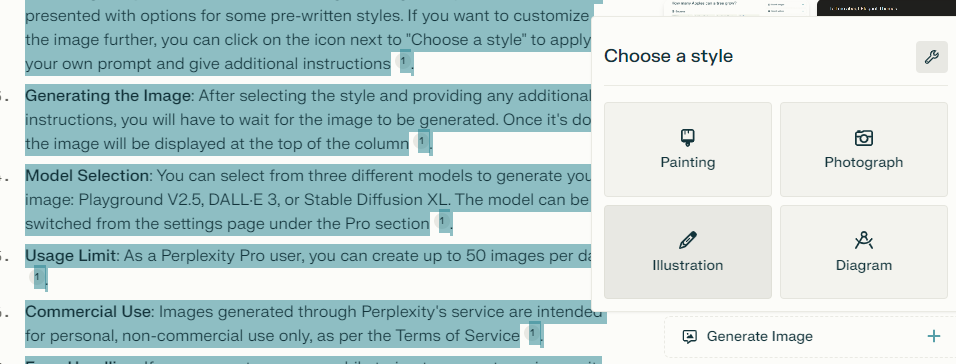 presented with options for some pre-written styles. If you want to customize
the image further, you can click on the icon next to "Choose a style" to apply
your own prompt and give additional instructions 1.
Generating the Image: After selecting the style and providing any additional
instructions, you will have to wait for the image to be generated. Once it's do
the image will be displayed at the top of the column 1.
Model Selection: You can select from three different models to generate you
image: Playground V2.5, DALL·E 3, or Stable Diffusion XL. The model can be
switched from the settings page under the Pro section 1.
Usage Limit: As a Perplexity Pro user, you can create up to 50 images per da
1.
Commercial Use: Images generated through Perplexity's service are intended
for personal, non-commercial use only, as per the Terms of Service 1.
How many Apples can a tree grow?
Choose a style
Painting
Photograph
Illustration
Diagram
Generate Image